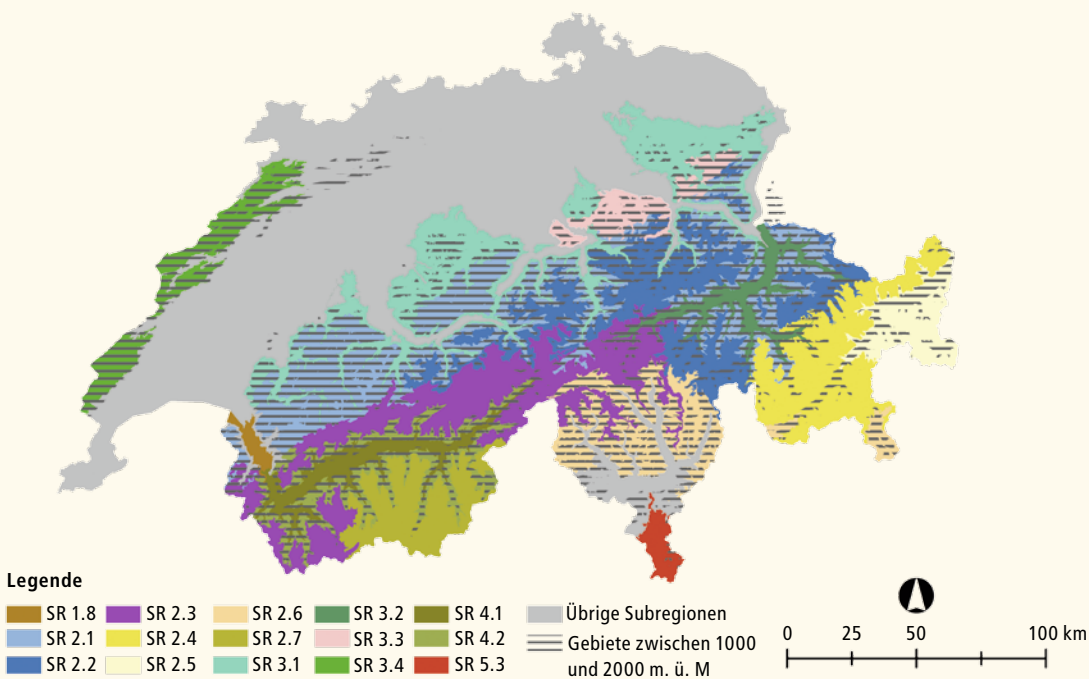 Legende
SR 1.8 SR 2.3 SR 2.6 SR 3.2 SR 4.1 Übrige Subregionen
SR 2.1 SR 2.4 SR 2.7 SR 3.3 SR 4.2 Gebiete zwischen 1000
und 2000 m. ü. M
SR 2.2 SR 2.5 SR 3.1 SR 3.4 SR 5.3
0 25 50 100 km